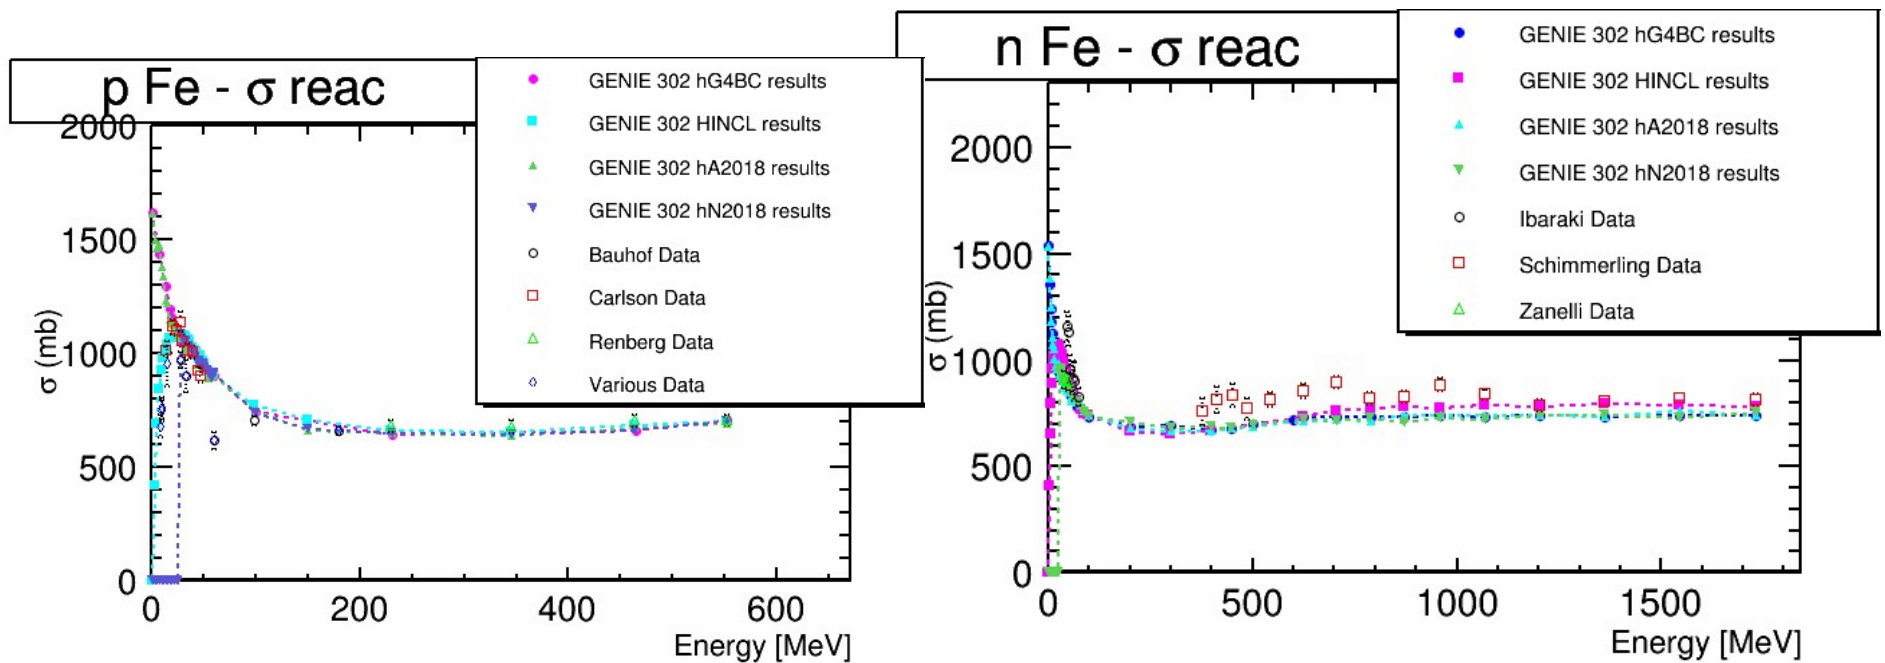 p Fe - σ reac
GENIE 302 hG4BC results
GENIE 302 HINCL results
GENIE 302 hA2018 results
GENIE 302 hN2018 results
Bauhof Data
Carlson Data
Renberg Data
Various Data
2000
1500
1000
500
0
σ (mb)
0 200 400 600
Energy [MeV]
n Fe - σ reac
GENIE 302 hG4BC results
GENIE 302 HINCL results
GENIE 302 hA2018 results
GENIE 302 hN2018 results
Ibaraki Data
Schimmerling Data
Zanelli Data
2000
1500
1000
500
0
σ (mb)
0 500 1000 1500
Energy [MeV]